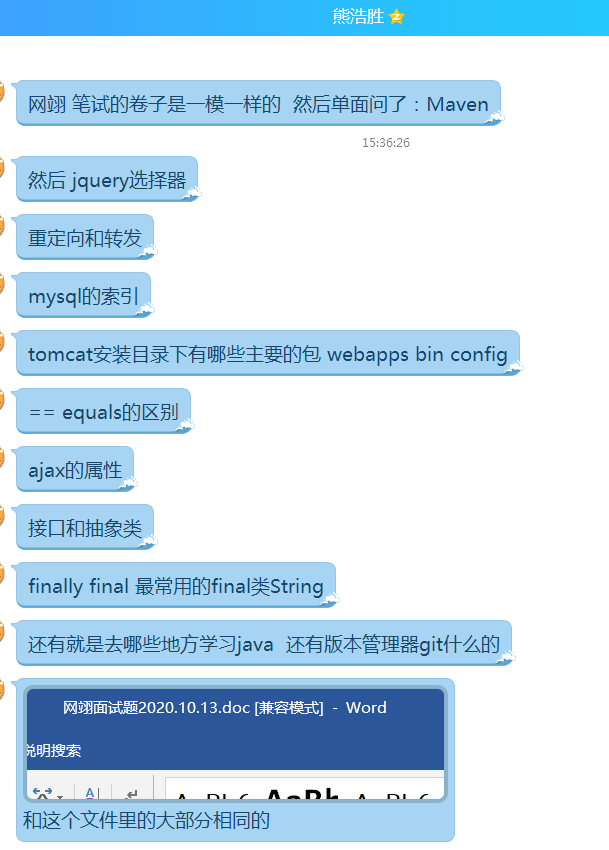 熊浩胜
网翊 笔试的卷子是一模一样的  然后单面问了：Maven
15:36:26
然后 jquery选择器
重定向和转发
mysql的索引
tomcat安装目录下有哪些主要的包 webapps bin config
== equals的区别
ajax的属性
接口和抽象类
finally final 最常用的final类String
还有就是去哪些地方学习java  还有版本管理器git什么的
网翊面试题2020.10.13.doc [兼容模式] - Word
说明搜索
和这个文件里的大部分相同的